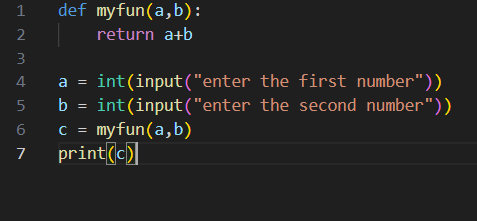 1 def myfun(a,b):
2     return a+b
3
4 a = int(input("enter the first number"))
5 b = int(input("enter the second number"))
6 c = myfun(a,b)
7 print(c)